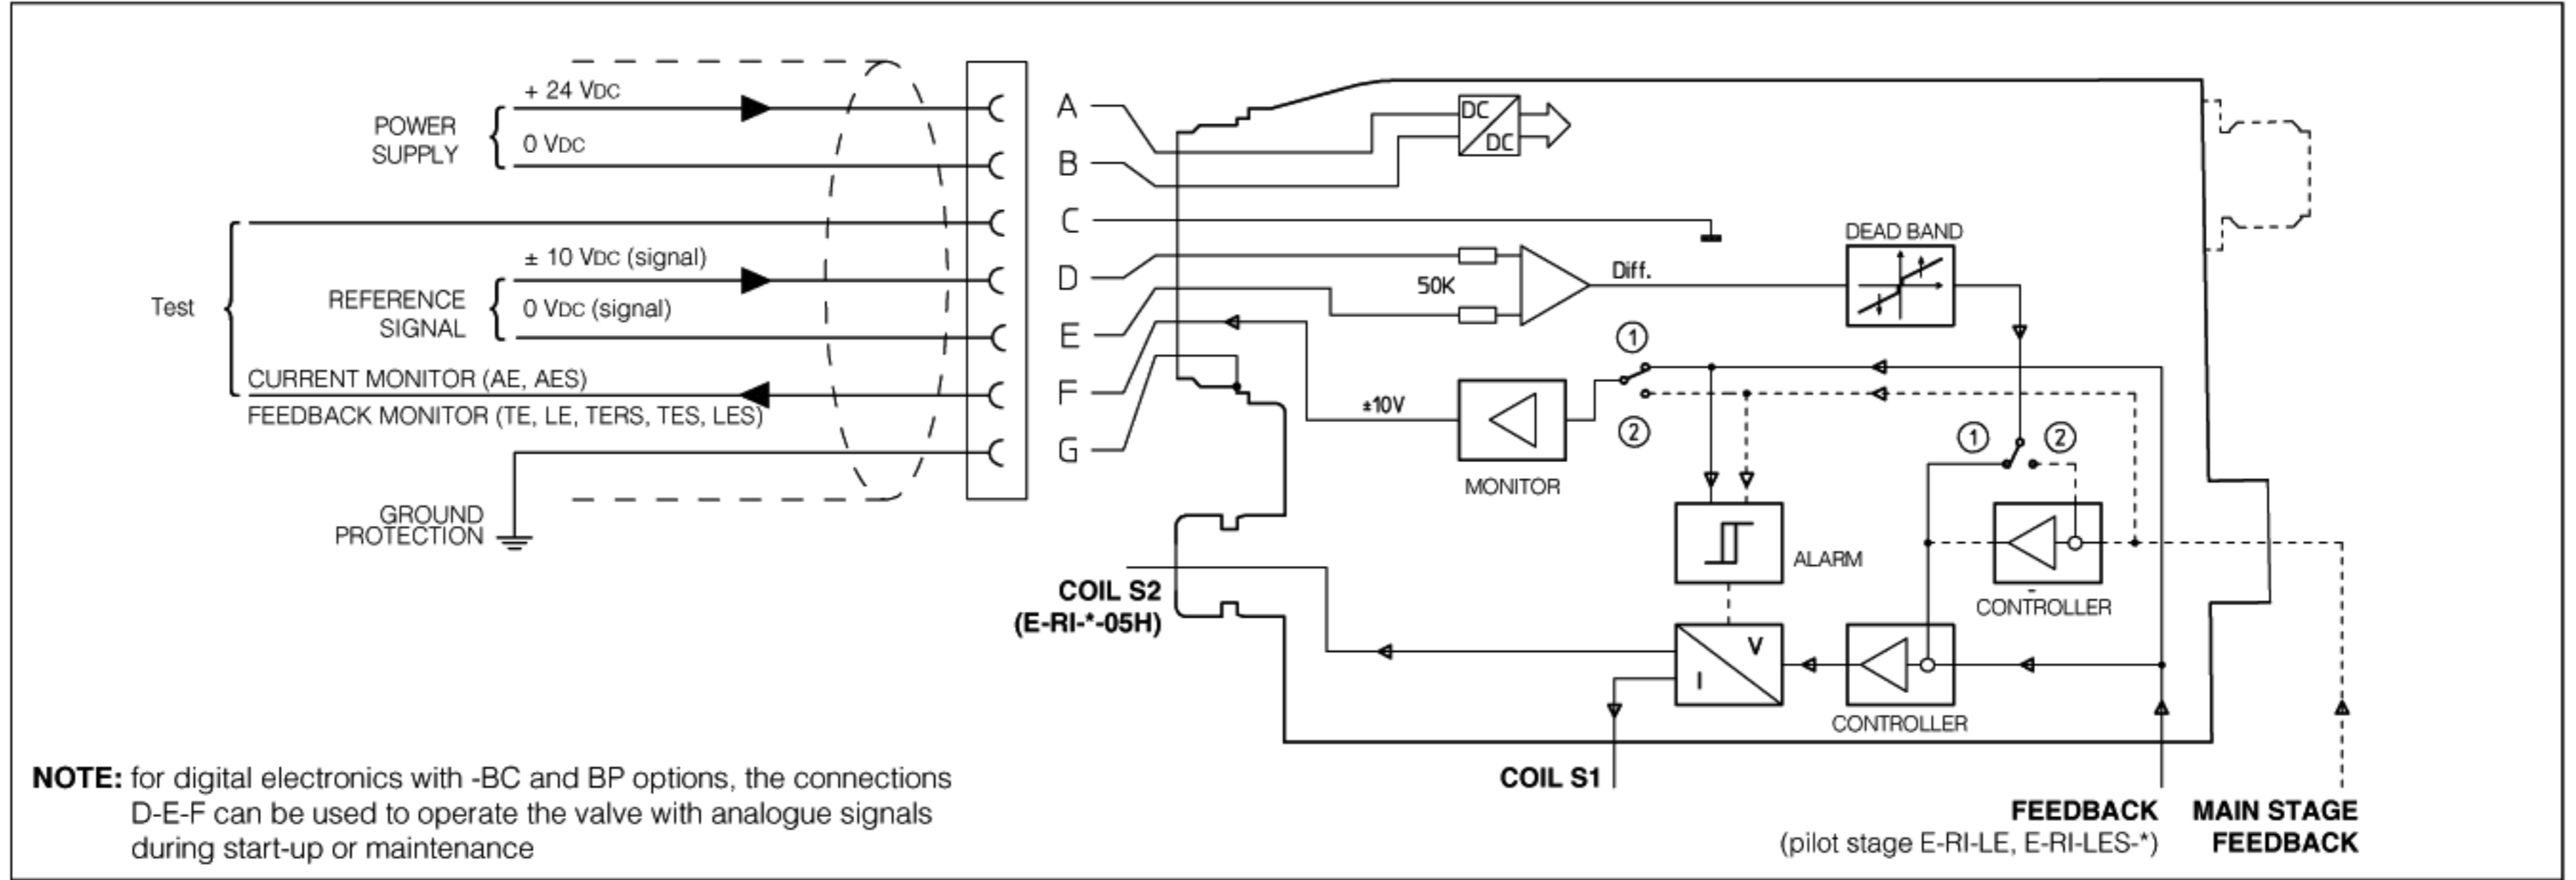 + 24 VDC
POWER
SUPPLY
0 VDC
Test
± 10 VDC (signal)
REFERENCE
SIGNAL
0 VDC (signal)
CURRENT MONITOR (AE, AES)
FEEDBACK MONITOR (TE, LE, TERS, TES, LES)
GROUND
PROTECTION
A
B
C
D
E
F
G
DC
DC
50K
Diff.
DEAD BAND
1
2
±10V
MONITOR
1
2
ALARM
CONTROLLER
COIL S2
(E-RI-*-05H)
V
I
CONTROLLER
COIL S1
FEEDBACK
(pilot stage E-RI-LE, E-RI-LES-*)
MAIN STAGE
FEEDBACK
NOTE: for digital electronics with -BC and BP options, the connections
D-E-F can be used to operate the valve with analogue signals
during start-up or maintenance